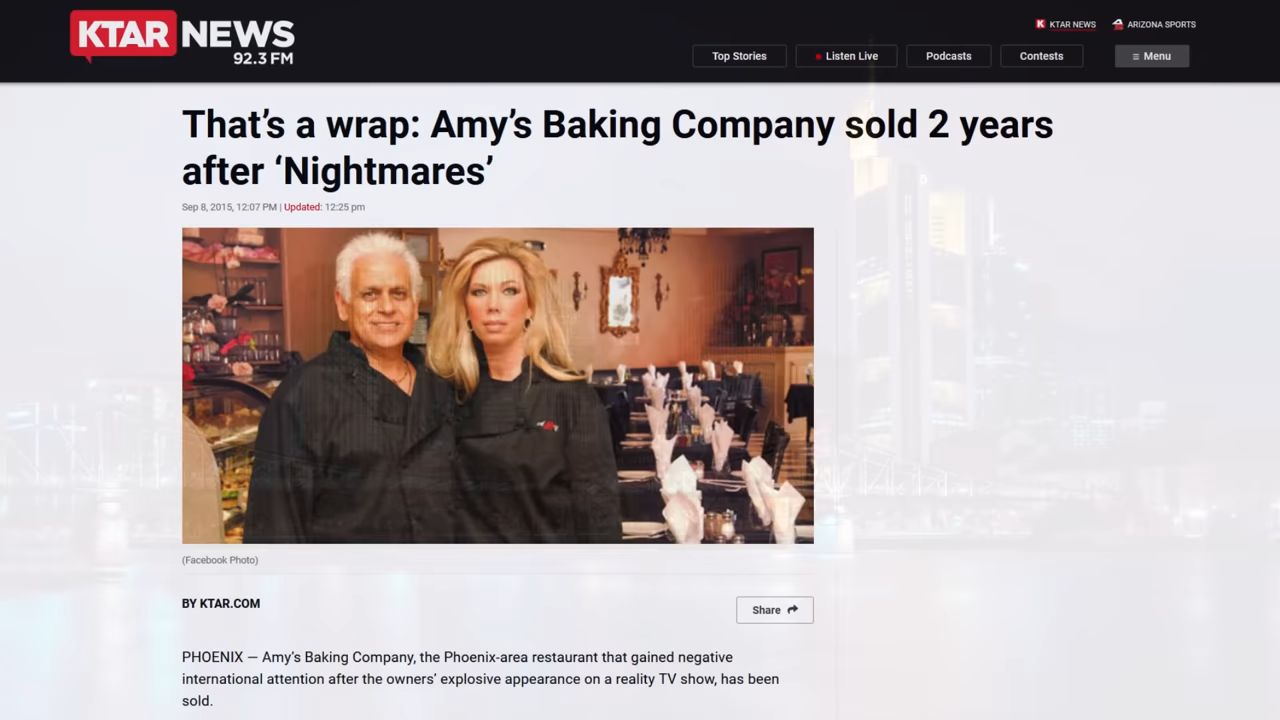 KTAR NEWS
92.3 FM
KTAR NEWS
ARIZONA SPORTS
Top Stories
Listen Live
Podcasts
Contests
≡ Menu
That’s a wrap: Amy’s Baking Company sold 2 years
after ‘Nightmares’
Sep 8, 2015, 12:07 PM | Updated: 12:25 pm
(Facebook Photo)
BY KTAR.COM
Share
PHOENIX — Amy’s Baking Company, the Phoenix-area restaurant that gained negative
international attention after the owners’ explosive appearance on a reality TV show, has been
sold.